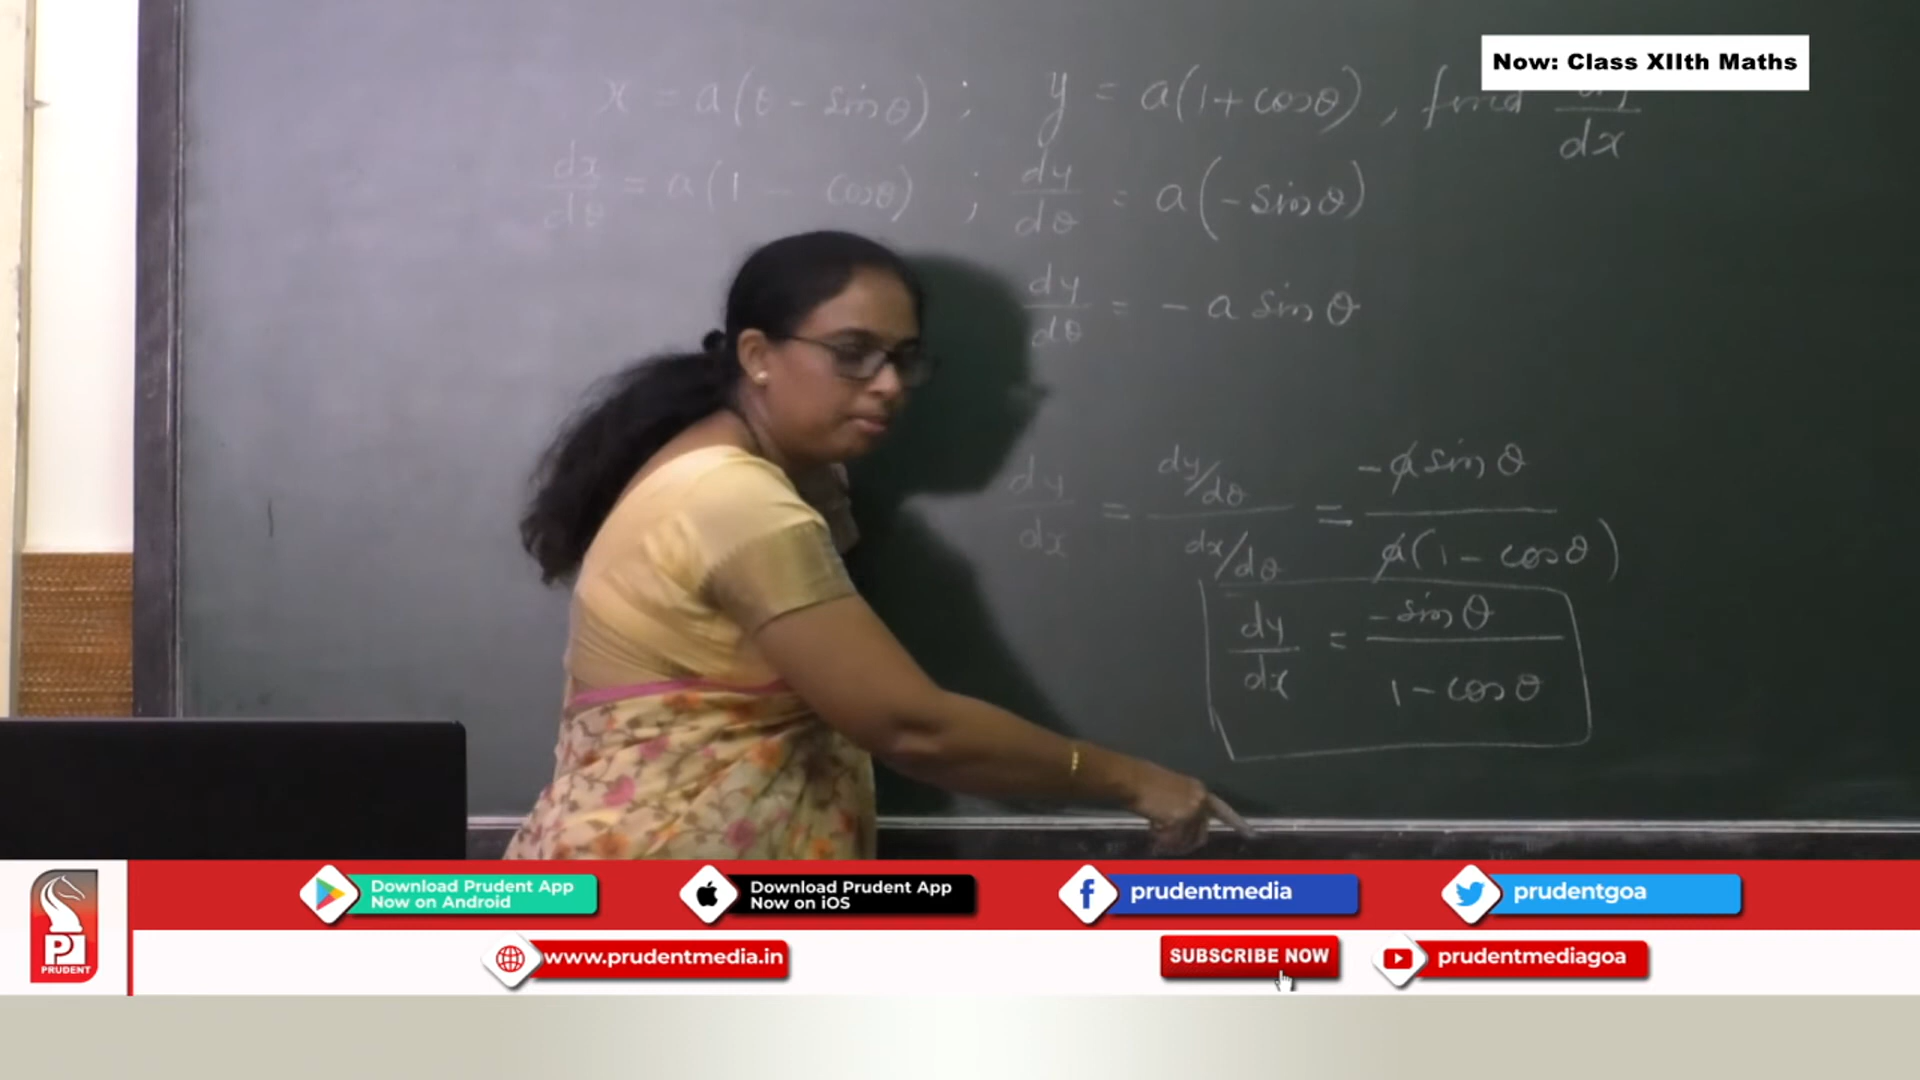 Now: Class XIIth Maths
x = a(θ - sinθ) ; y = a(1 + cosθ), find dy/dx
dx/dθ = a(1 - cosθ) ; dy/dθ = a(-sinθ)
dy/dθ = - a sinθ
dy/dx = dy/dθ / dx/dθ = -a sinθ / a(1 - cosθ)
dy/dx = -sinθ / 1 - cosθ
Download Prudent App
Now on Android
Download Prudent App
Now on iOS
prudentmedia
prudentgoa
PRUDENT
www.prudentmedia.in
SUBSCRIBE NOW
prudentmediagoa